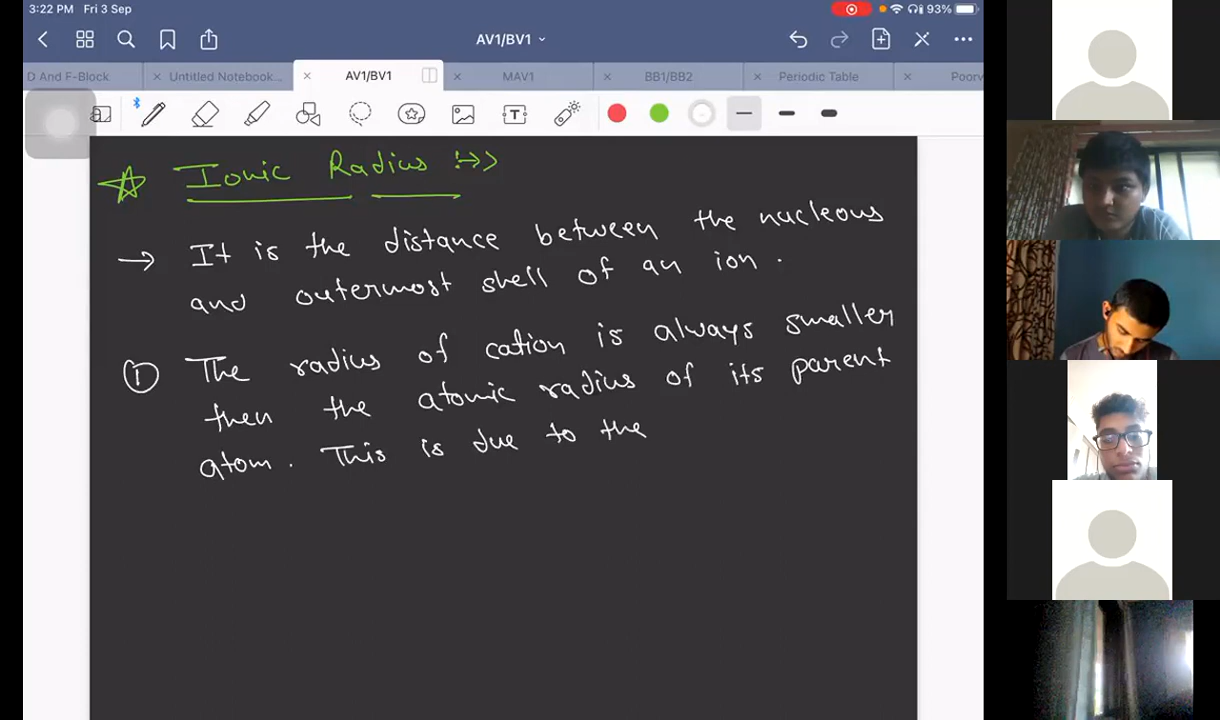 3:22 PM Fri 3 Sep
93%
AV1/BV1
D And F-Block
Untitled Notebook...
AV1/BV1
MAV1
BB1/BB2
Periodic Table
Poorv
Ionic Radius :->>
→ It is the distance between the nucleous
and outermost shell of an ion.
① The radius of cation is always smaller
then the atomic radius of its parent
atom. This is due to the